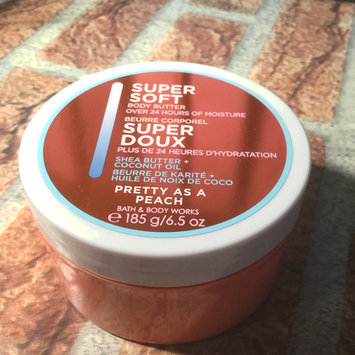 SUPER
SOFT
BODY BUTTER
OVER 24 HOURS OF MOISTURE
BEURRE CORPOREL
SUPER
DOUX
PLUS DE 24 HEURES D'HYDRATATION
SHEA BUTTER +
COCONUT OIL
BEURRE DE KARITÉ +
HUILE DE NOIX DE COCO
PRETTY AS A
PEACH
BATH & BODY WORKS
℮ 185 g/6.5 oz